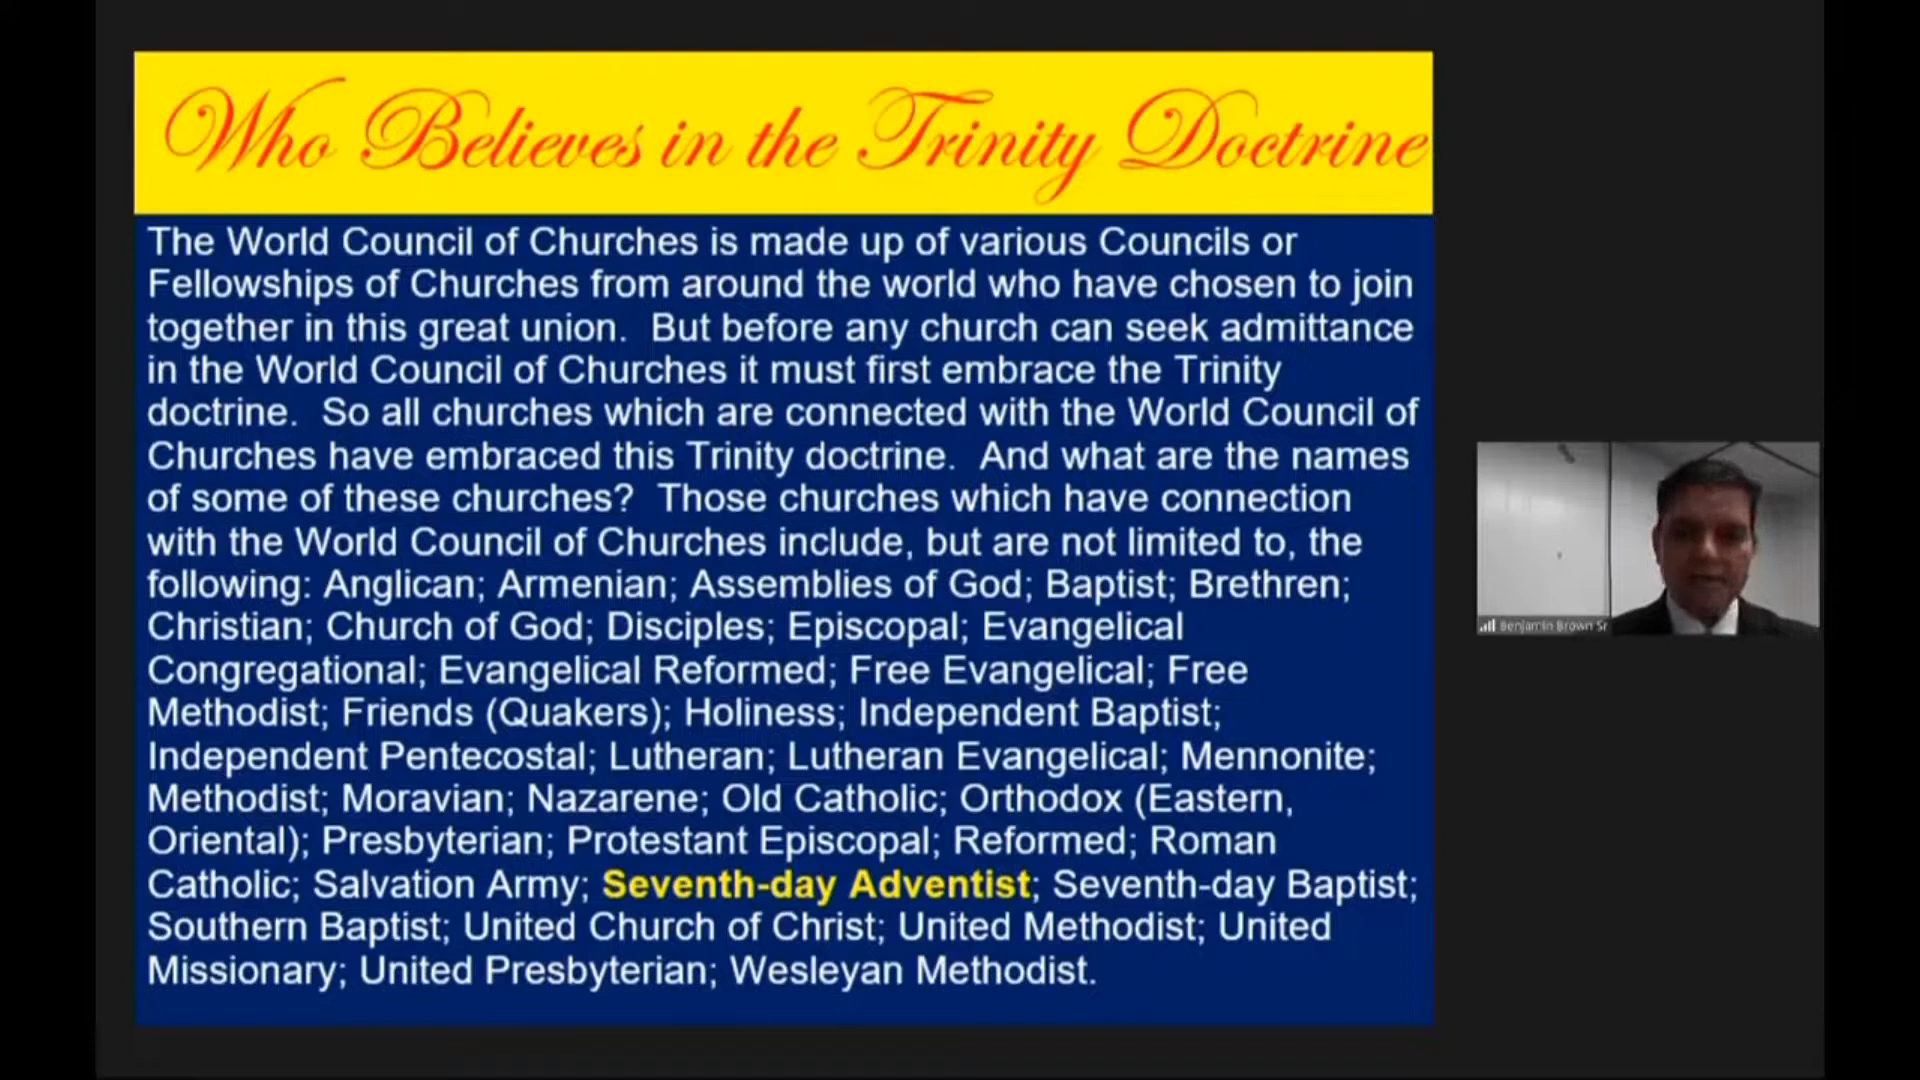 Who Believes in the Trinity Doctrine
The World Council of Churches is made up of various Councils or
Fellowships of Churches from around the world who have chosen to join
together in this great union.  But before any church can seek admittance
in the World Council of Churches it must first embrace the Trinity
doctrine.  So all churches which are connected with the World Council of
Churches have embraced this Trinity doctrine.  And what are the names
of some of these churches?  Those churches which have connection
with the World Council of Churches include, but are not limited to, the
following: Anglican; Armenian; Assemblies of God; Baptist; Brethren;
Christian; Church of God; Disciples; Episcopal; Evangelical
Congregational; Evangelical Reformed; Free Evangelical; Free
Methodist; Friends (Quakers); Holiness; Independent Baptist;
Independent Pentecostal; Lutheran; Lutheran Evangelical; Mennonite;
Methodist; Moravian; Nazarene; Old Catholic; Orthodox (Eastern,
Oriental); Presbyterian; Protestant Episcopal; Reformed; Roman
Catholic; Salvation Army; Seventh-day Adventist; Seventh-day Baptist;
Southern Baptist; United Church of Christ; United Methodist; United
Missionary; United Presbyterian; Wesleyan Methodist.
Benjamin Brown Sr